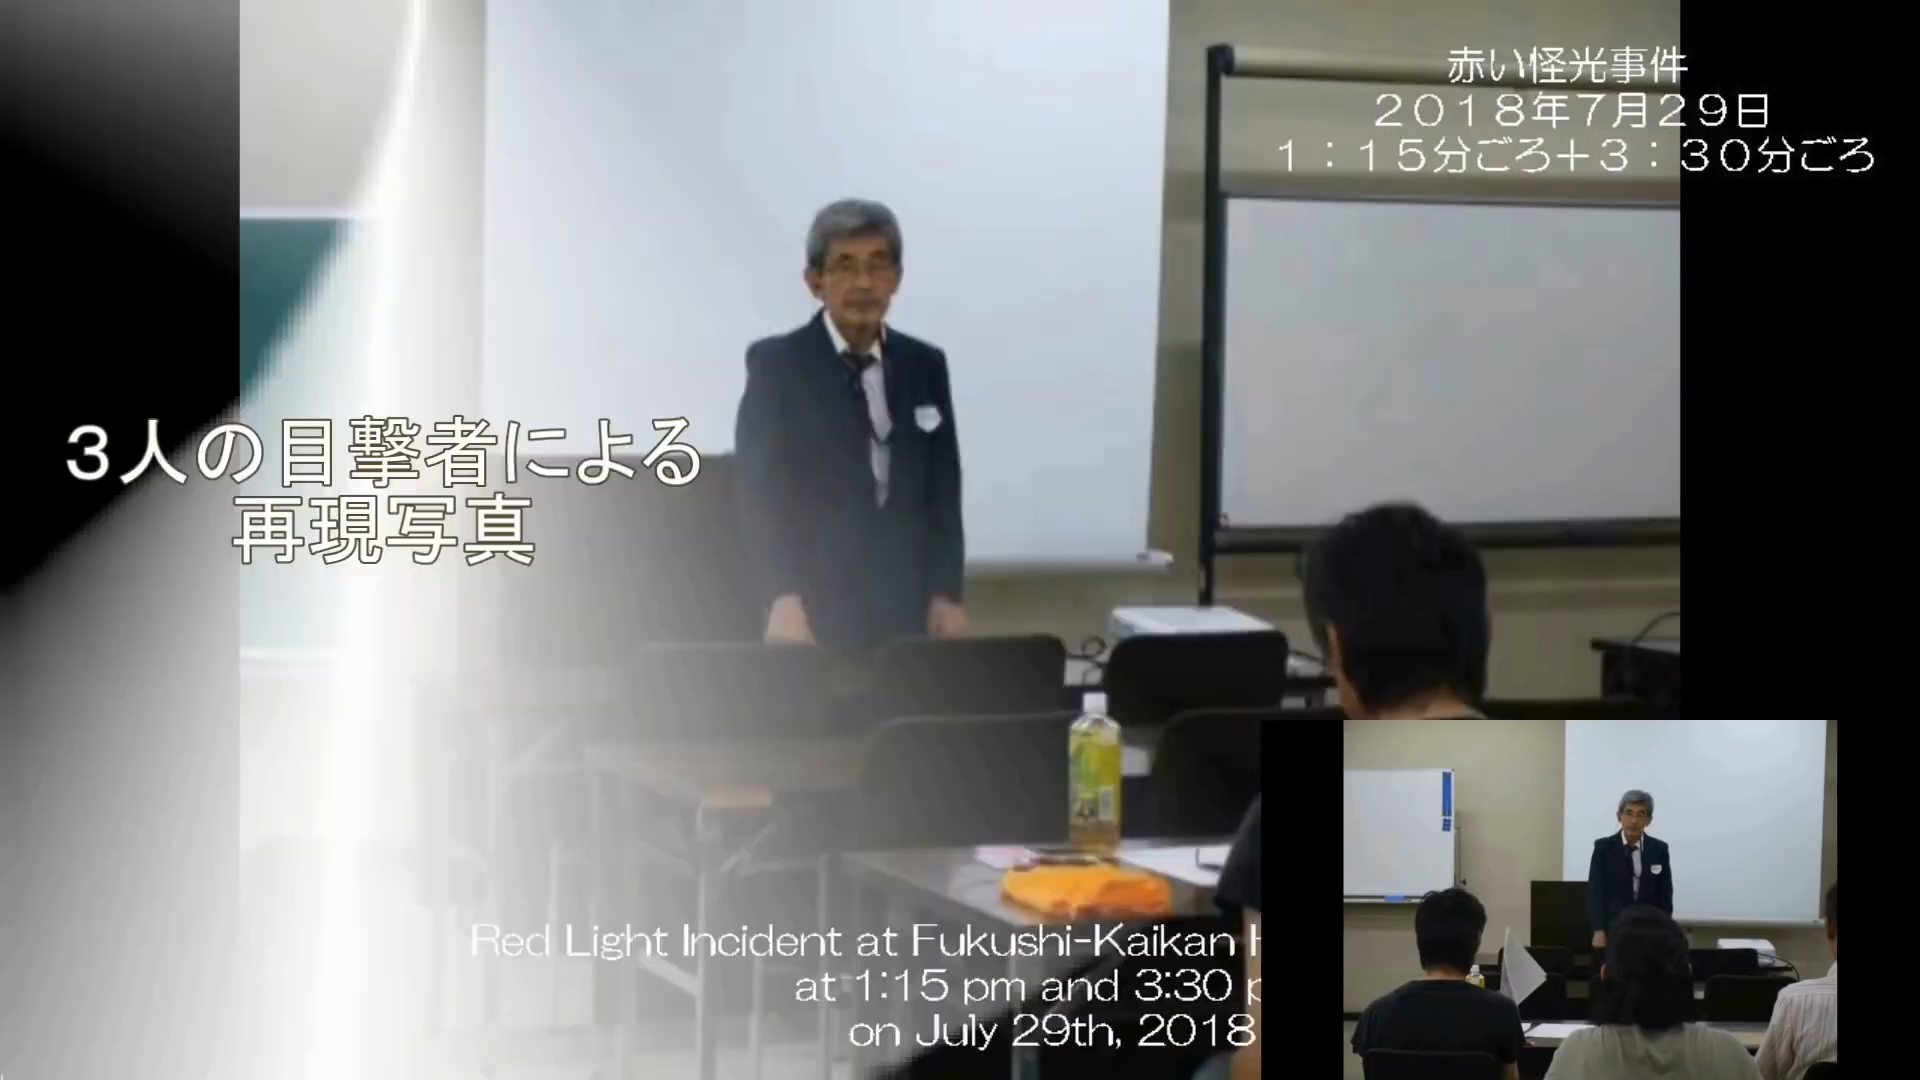 赤い怪光事件
2018年7月29日
1：15分ごろ＋3：30分ごろ
3人の目撃者による
再現写真
Red Light Incident at Fukushi-Kaikan
at 1:15 pm and 3:30
on July 29th, 2018